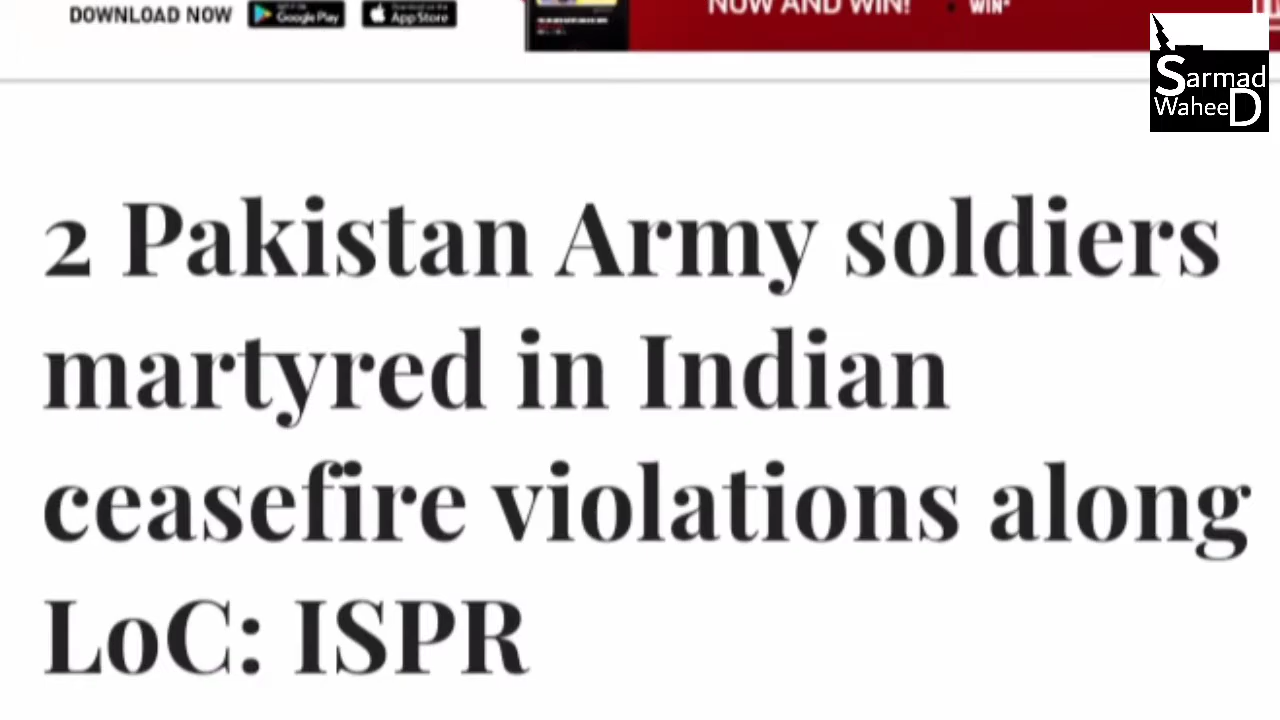 DOWNLOAD NOW
Google Play
App Store
NOW AND WIN!
WIN*
Sarmad
WaheeD
2 Pakistan Army soldiers
martyred in Indian
ceasefire violations along
LoC: ISPR